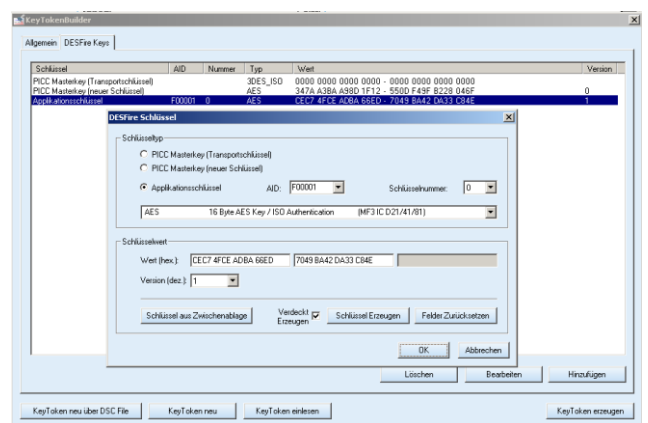 KeyTokenBuilder
Allgemein DESFire Keys
Schlüssel AID Nummer Typ Wert Version
PICC Masterkey (Transportschlüssel) 3DES_ISO 0000 0000 0000 0000 - 0000 0000 0000 0000
PICC Masterkey (neuer Schlüssel) AES 347A A3BA A98D 1F12 - 550D F49F B228 046F 0
Applikationsschlüssel F00001 0 AES CEC7 4FCE ADBA 66ED - 7049 BA42 DA33 C84E 1
DESFire Schlüssel
Schlüsseltyp
PICC Masterkey (Transportschlüssel)
PICC Masterkey (neuer Schlüssel)
Applikationsschlüssel AID: F00001 Schlüsselnummer: 0
AES 16 Byte AES Key / ISO Authentication (MF3 IC D21/41/81)
Schlüsselwert
Wert (hex.): CEC7 4FCE ADBA 66ED 7049 BA42 DA33 C84E
Version (dez.): 1
Schlüssel aus Zwischenablage Verdeckt Erzeugen Schlüssel Erzeugen Felder Zurücksetzen
OK Abbrechen
Löschen Bearbeiten Hinzufügen
KeyToken neu über DSC File KeyToken neu KeyToken einlesen KeyToken erzeugen